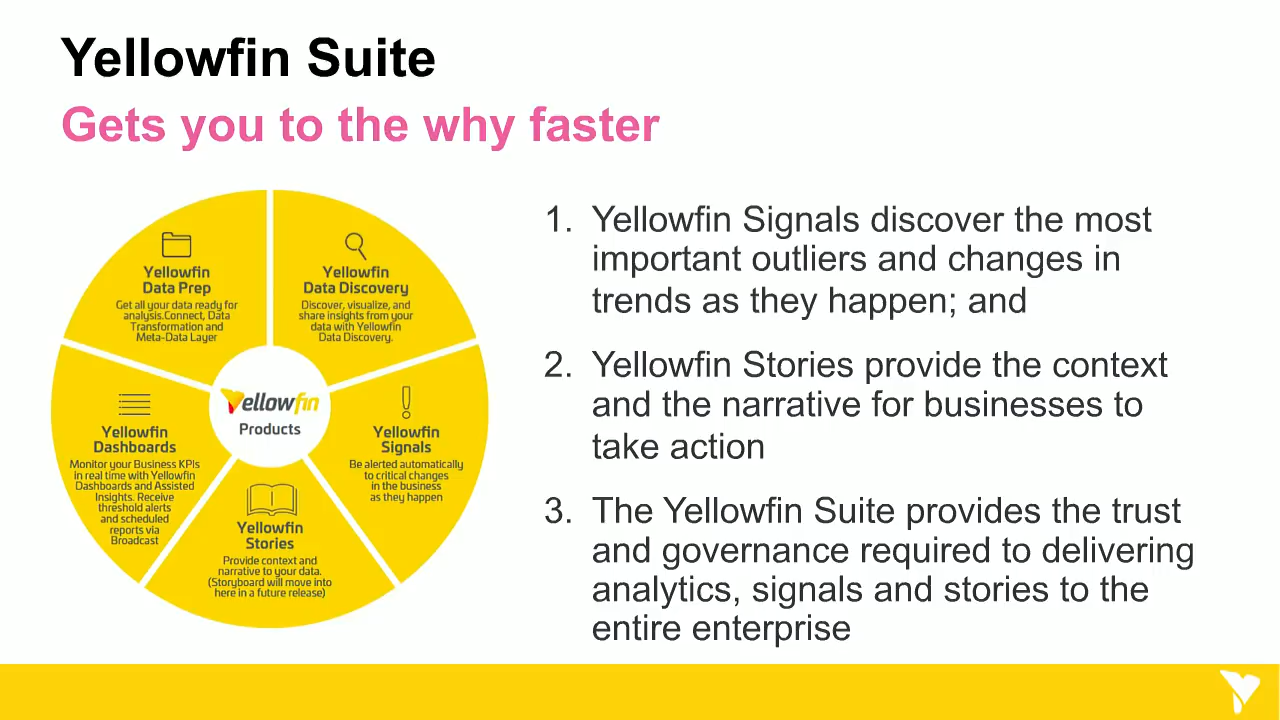 Yellowfin Suite
Gets you to the why faster
Yellowfin
Data Prep
Get all your data ready for
analysis.Connect, Data
Transformation and
Meta-Data Layer
Yellowfin
Data Discovery
Discover, visualize, and
share insights from your
data with Yellowfin
Data Discovery.
Yellowfin
Dashboards
Monitor your Business KPIs
in real time with Yellowfin
Dashboards and Assisted
Insights. Receive
threshold alerts
and scheduled
reports via
Broadcast
Yellowfin
Products
Yellowfin
Signals
Be alerted automatically
to critical changes
in the business
as they happen
Yellowfin
Stories
Provide context and
narrative to your data.
(Storyboard will move into
here in a future release)
1. Yellowfin Signals discover the most
important outliers and changes in
trends as they happen; and
2. Yellowfin Stories provide the context
and the narrative for businesses to
take action
3. The Yellowfin Suite provides the trust
and governance required to delivering
analytics, signals and stories to the
entire enterprise